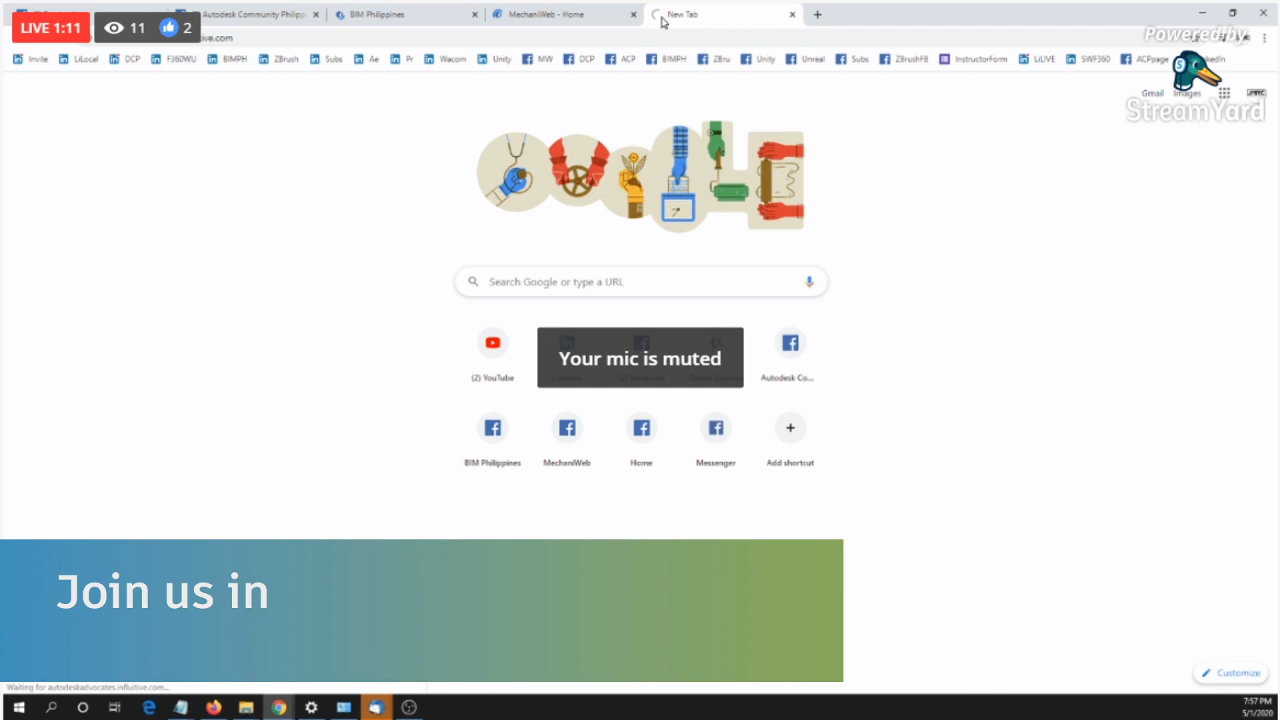 LIVE 1:11
11
2
Autodesk Community Philipp
BIM Philippines
MechaniWeb - Home
New Tab
Powered by
StreamYard
Invite LiLocal DCP F360WU BIMPH ZBrush Subs Ae Pr Wacom Unity MW DCP ACP BIMPH ZBru Unity Unreal Subs ZBrushFB InstructorForm LiLIVE SWF360 ACPpage
Gmail Images
Search Google or type a URL
Your mic is muted
(2) YouTube
Autodesk Co...
BIM Philippines
MechaniWeb
Home
Messenger
Add shortcut
Join us in
Customize
Waiting for autodeskadvocates.influitive.com...
7:57 PM
5/1/2020